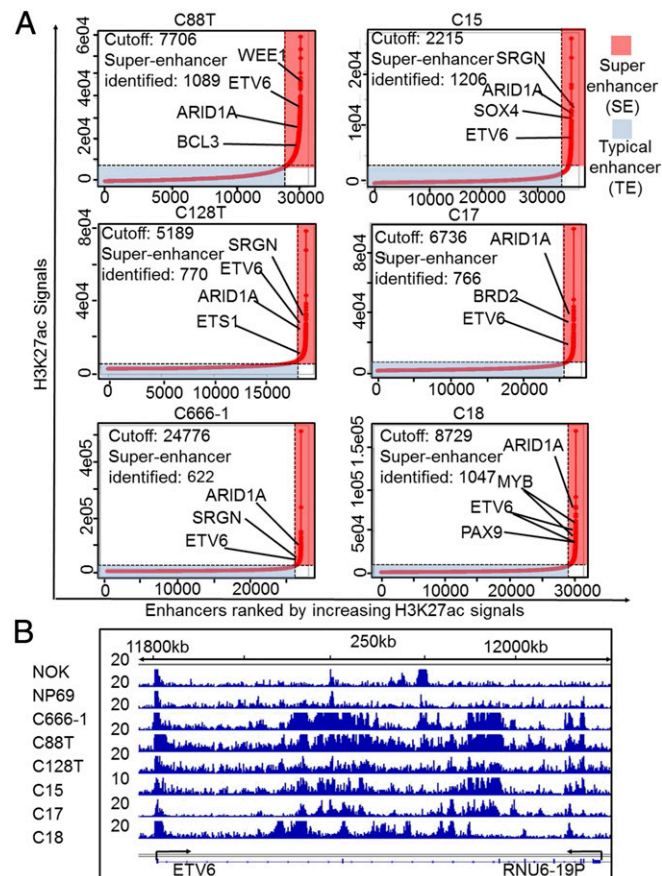 A
C88T
Cutoff: 7706
Super-enhancer
identified: 1089
WEE1
ETV6
ARID1A
BCL3
0 2e04 4e04 6e04
0 10000 20000 30000
C15
Cutoff: 2215
Super-enhancer
identified: 1206
SRGN
ARID1A
SOX4
ETV6
0 1e04 2e04
0 10000 20000 30000
Super
enhancer
(SE)
Typical
enhancer
(TE)
C128T
Cutoff: 5189
Super-enhancer
identified: 770
SRGN
ETV6
ARID1A
ETS1
0 4e04 8e04
0 5000 10000 15000
C17
Cutoff: 6736
Super-enhancer
identified: 766
ARID1A
BRD2
ETV6
0 4e04 8e04
0 10000 20000
C666-1
Cutoff: 24776
Super-enhancer
identified: 622
ARID1A
SRGN
ETV6
0 2e05 4e05
0 10000 20000
C18
Cutoff: 8729
Super-enhancer
identified: 1047
ARID1A
MYB
ETV6
PAX9
0 5e04 1e05 1.5e05
0 10000 20000 30000
H3K27ac Signals
Enhancers ranked by increasing H3K27ac signals
B
11800kb 250kb 12000kb
NOK 20
NP69 20
C666-1 20
C88T 20
C128T 20
C15 10
C17 20
C18 20
ETV6 RNU6-19P